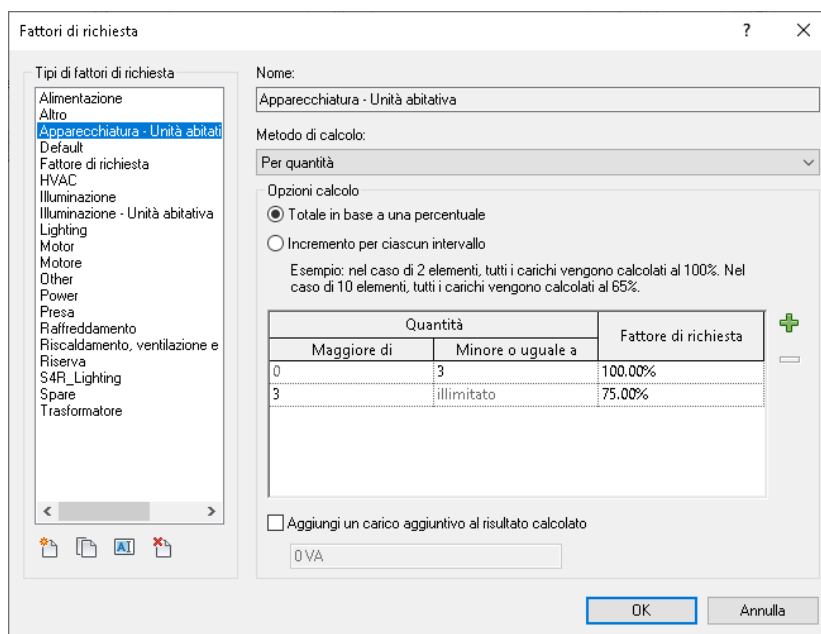 Fattori di richiesta
?
Tipi di fattori di richiesta
Alimentazione
Altro
Apparecchiatura - Unità abitati
Default
Fattore di richiesta
HVAC
Illuminazione
Illuminazione - Unità abitativa
Lighting
Motor
Motore
Other
Power
Presa
Raffreddamento
Riscaldamento, ventilazione e
Riserva
S4R_Lighting
Spare
Trasformatore
AI
Nome:
Apparecchiatura - Unità abitativa
Metodo di calcolo:
Per quantità
Opzioni calcolo
Totale in base a una percentuale
Incremento per ciascun intervallo
Esempio: nel caso di 2 elementi, tutti i carichi vengono calcolati al 100%. Nel
caso di 10 elementi, tutti i carichi vengono calcolati al 65%.
Quantità Fattore di richiesta
Maggiore di Minore o uguale a
0 3 100.00%
3 illimitato 75.00%
Aggiungi un carico aggiuntivo al risultato calcolato
0 VA
OK Annulla